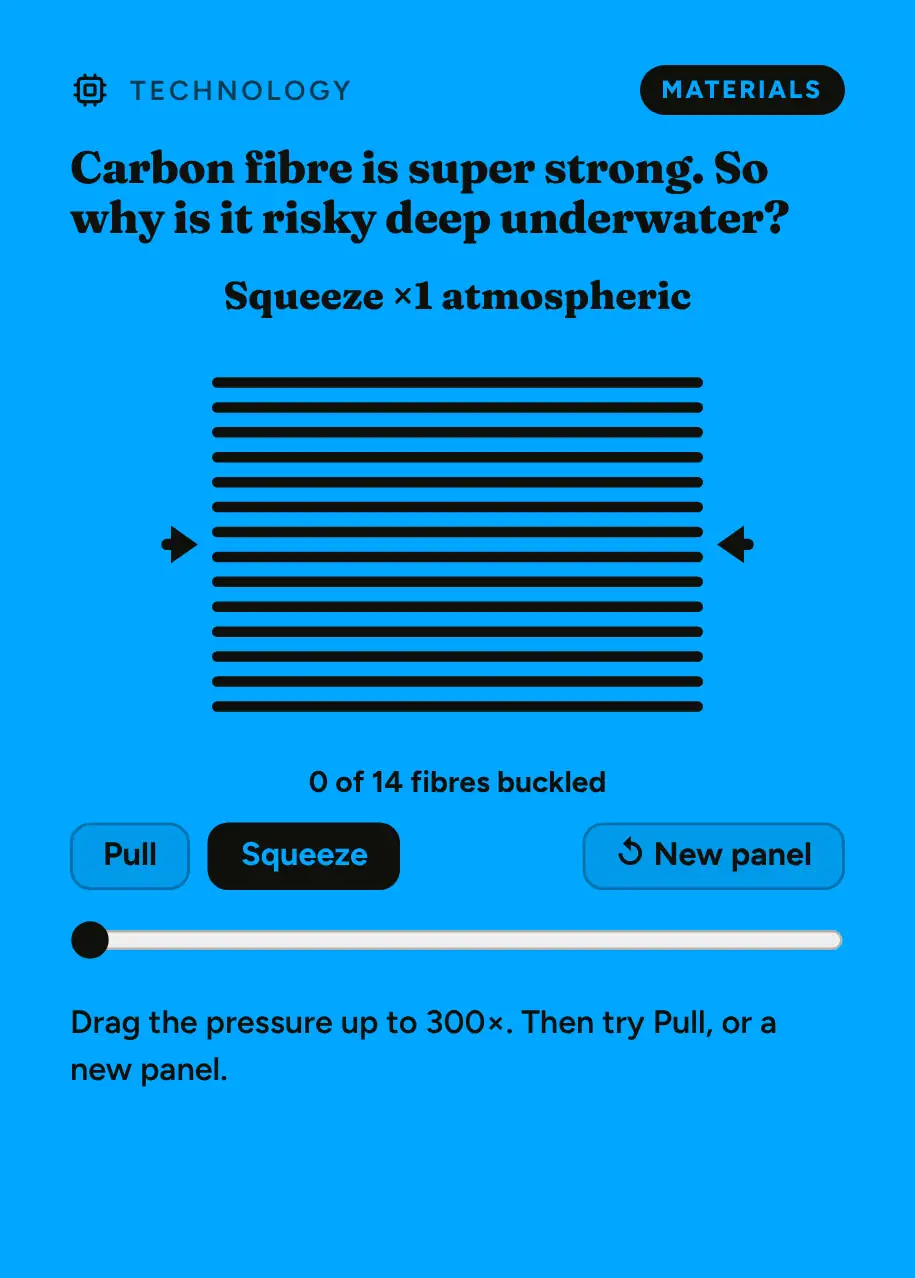 TECHNOLOGY
MATERIALS
Carbon fibre is super strong. So
why is it risky deep underwater?
Squeeze ×1 atmospheric
0 of 14 fibres buckled
Pull
Squeeze
New panel
Drag the pressure up to 300×. Then try Pull, or a
new panel.